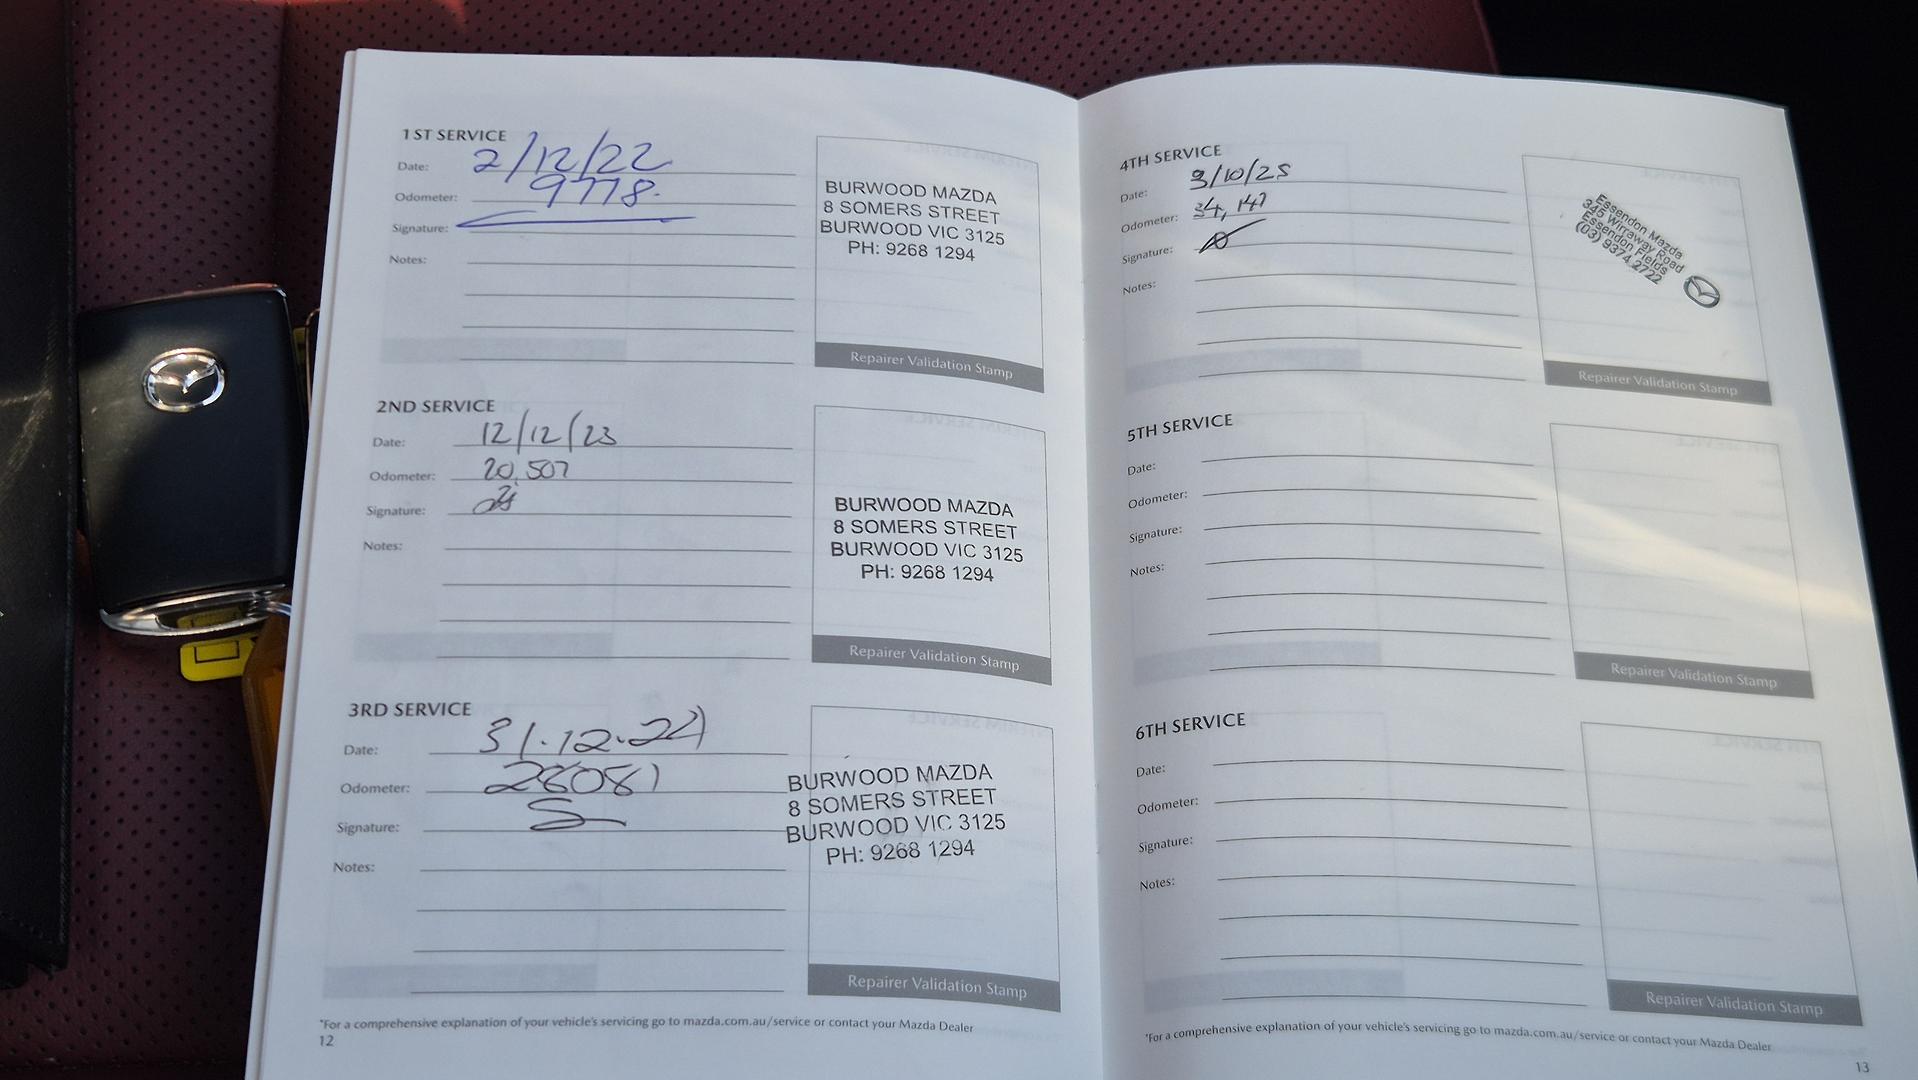 1ST SERVICE
Date: 2/12/22
Odometer: 9778.
Signature:
Notes:
BURWOOD MAZDA
8 SOMERS STREET
BURWOOD VIC 3125
PH: 9268 1294
Repairer Validation Stamp
2ND SERVICE
Date: 12/12/23
Odometer: 20,507
Signature:
Notes:
BURWOOD MAZDA
8 SOMERS STREET
BURWOOD VIC 3125
PH: 9268 1294
Repairer Validation Stamp
3RD SERVICE
Date: 31.12.24
Odometer: 28081
Signature:
Notes:
BURWOOD MAZDA
8 SOMERS STREET
BURWOOD VIC 3125
PH: 9268 1294
Repairer Validation Stamp
*For a comprehensive explanation of your vehicle's servicing go to mazda.com.au/service or contact your Mazda Dealer
12
4TH SERVICE
Date: 3/10/25
Odometer: 34,147
Signature:
Notes:
Essendon Mazda
345 Wirraway Road
Essendon Fields
(03) 9374 2722
Repairer Validation Stamp
5TH SERVICE
Date:
Odometer:
Signature:
Notes:
Repairer Validation Stamp
6TH SERVICE
Date:
Odometer:
Signature:
Notes:
Repairer Validation Stamp
*For a comprehensive explanation of your vehicle's servicing go to mazda.com.au/service or contact your Mazda Dealer
13